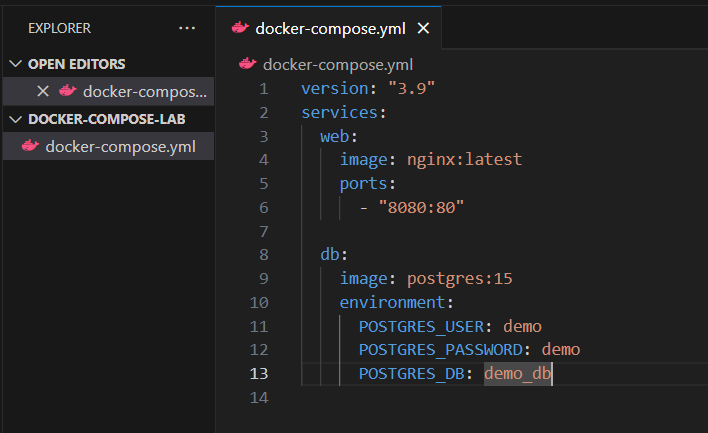 EXPLORER ...
OPEN EDITORS
docker-compos...
DOCKER-COMPOSE-LAB
docker-compose.yml
docker-compose.yml
docker-compose.yml
1 version: "3.9"
2 services:
3   web:
4     image: nginx:latest
5     ports:
6       - "8080:80"
7
8   db:
9     image: postgres:15
10     environment:
11       POSTGRES_USER: demo
12       POSTGRES_PASSWORD: demo
13       POSTGRES_DB: demo_db
14